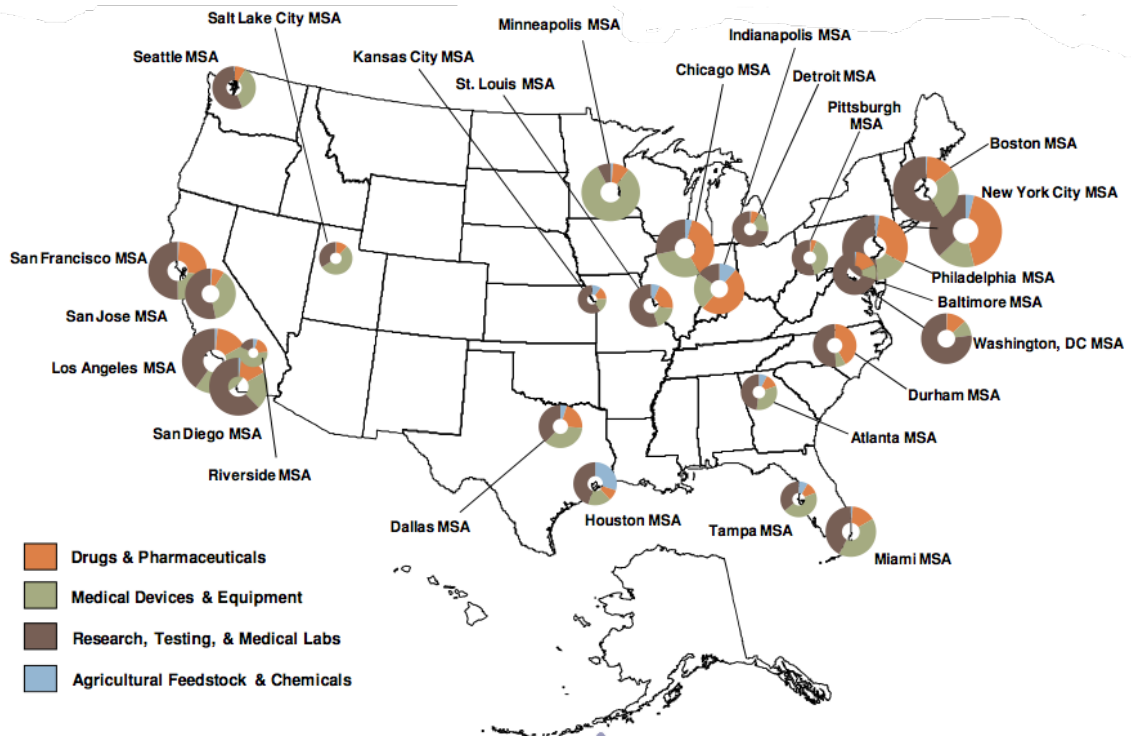 Salt Lake City MSA
Minneapolis MSA
Indianapolis MSA
Seattle MSA
Kansas City MSA
Chicago MSA
St. Louis MSA
Detroit MSA
Pittsburgh
MSA
Boston MSA
New York City MSA
San Francisco MSA
Philadelphia MSA
Baltimore MSA
San Jose MSA
Washington, DC MSA
Los Angeles MSA
Durham MSA
San Diego MSA
Atlanta MSA
Riverside MSA
Dallas MSA
Houston MSA
Tampa MSA
Miami MSA
Drugs & Pharmaceuticals
Medical Devices & Equipment
Research, Testing, & Medical Labs
Agricultural Feedstock & Chemicals